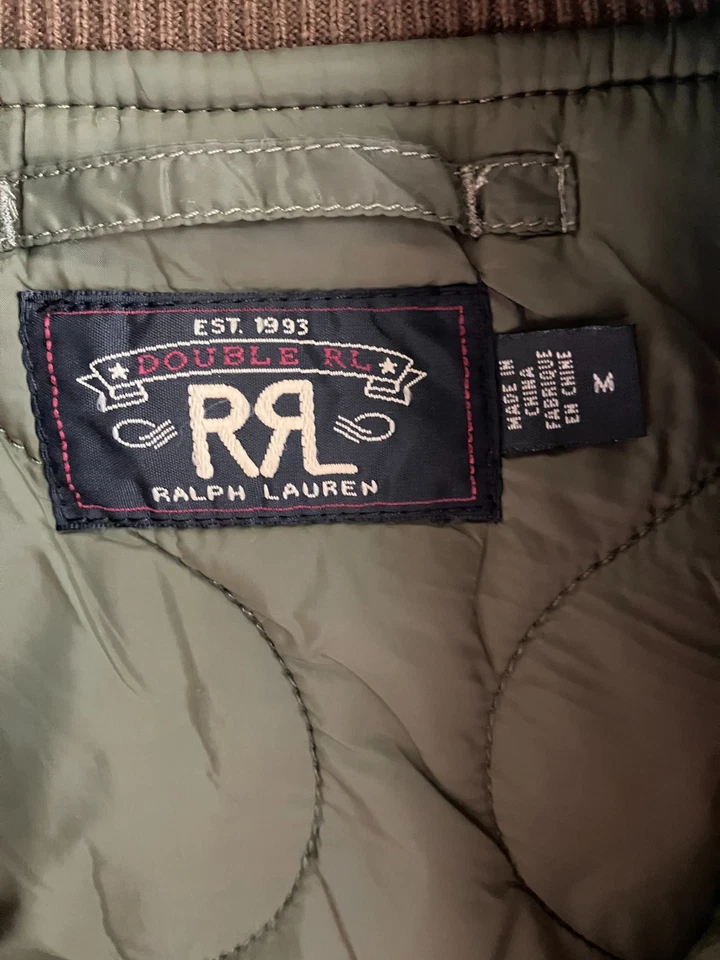 EST. 1993
DOUBLE RL
RRL
RALPH LAUREN
MADE IN
CHINA
FABRIQUE
EN CHINE
M